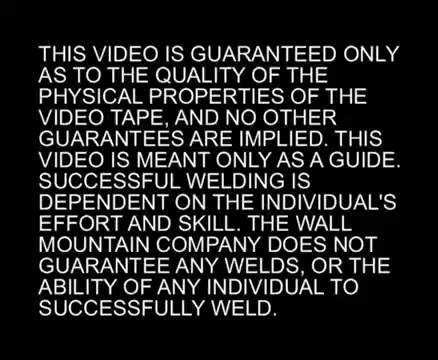 THIS VIDEO IS GUARANTEED ONLY
AS TO THE QUALITY OF THE
PHYSICAL PROPERTIES OF THE
VIDEO TAPE, AND NO OTHER
GUARANTEES ARE IMPLIED. THIS
VIDEO IS MEANT ONLY AS A GUIDE.
SUCCESSFUL WELDING IS
DEPENDENT ON THE INDIVIDUAL'S
EFFORT AND SKILL. THE WALL
MOUNTAIN COMPANY DOES NOT
GUARANTEE ANY WELDS, OR THE
ABILITY OF ANY INDIVIDUAL TO
SUCCESSFULLY WELD.